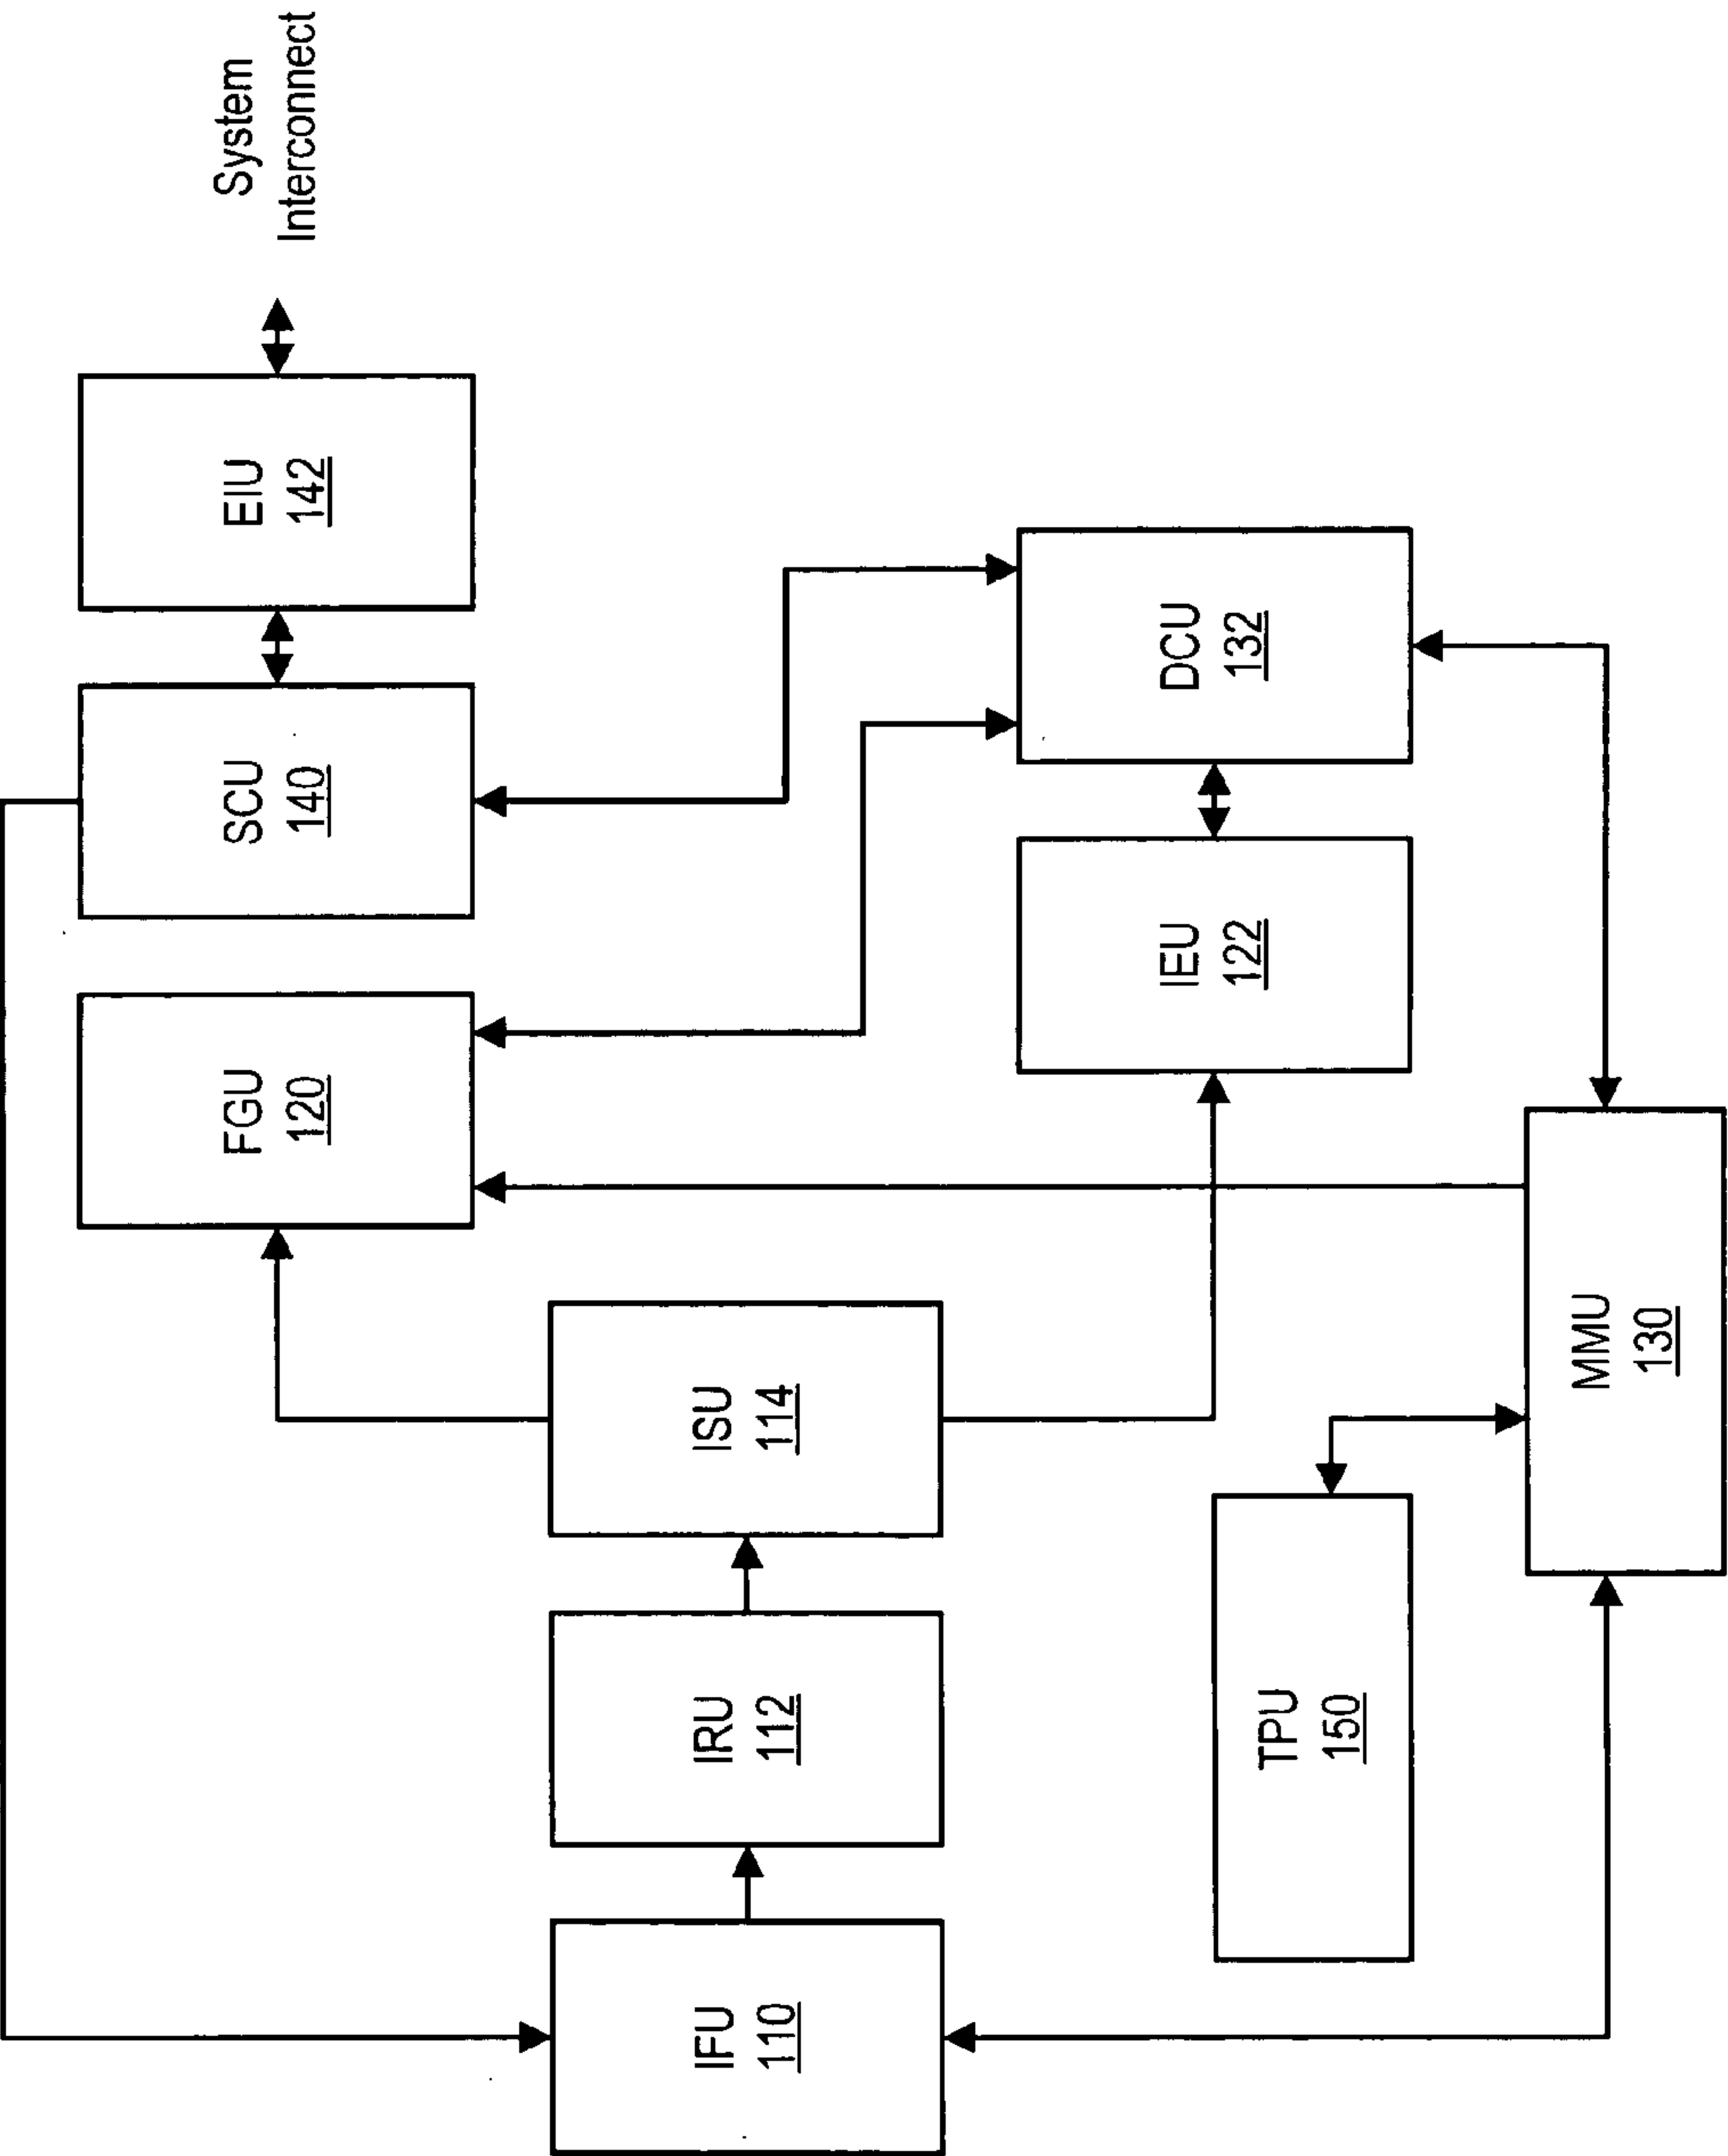 FGU
120
SCU
140
EIU
142
System
Interconnect
IFU
110
IRU
112
ISU
114
IEU
122
DCU
132
TPU
150
MMU
130